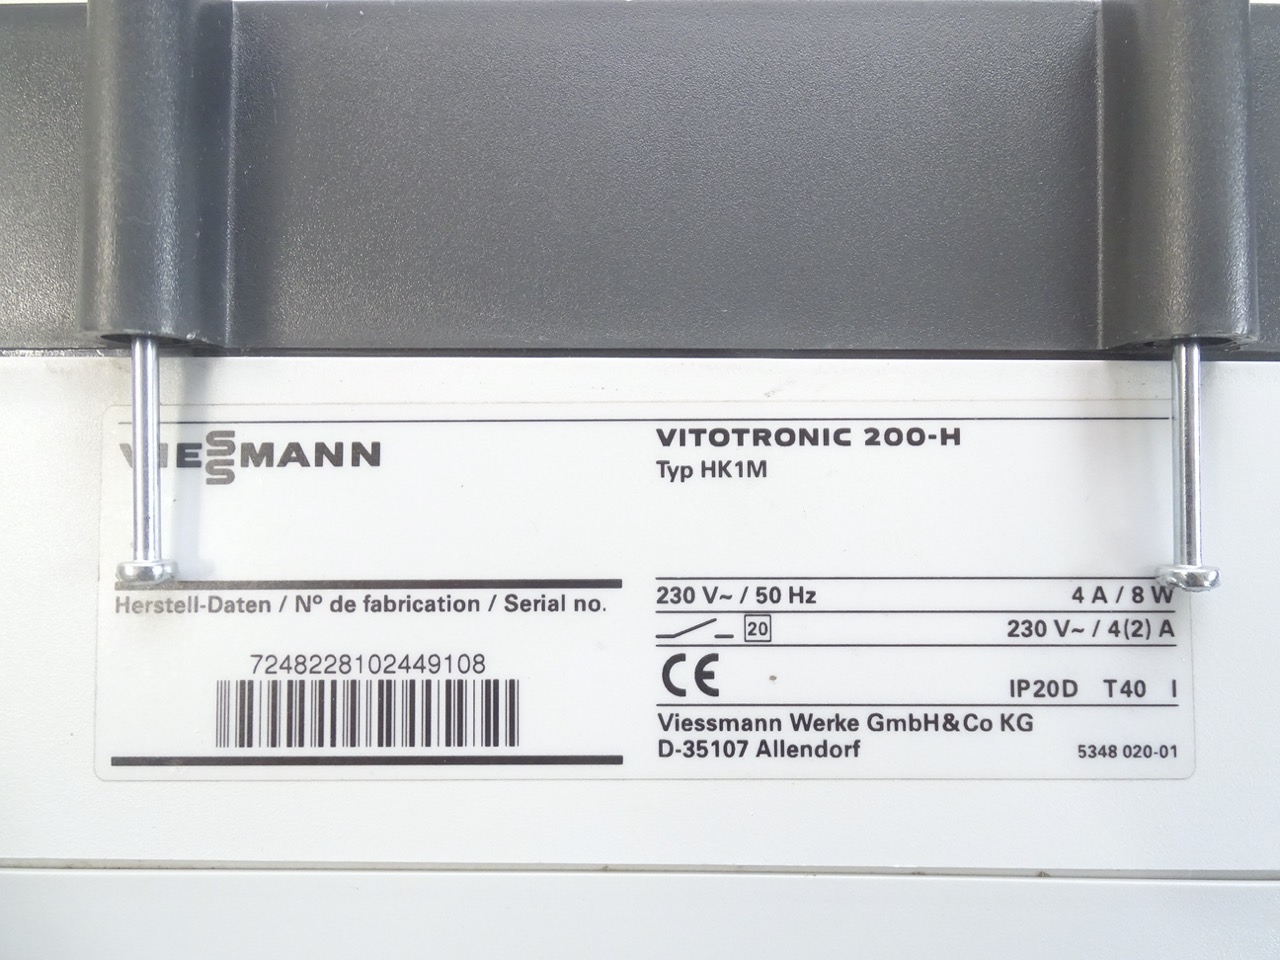 VIESSMANN
VITOTRONIC 200-H
Typ HK1M
Herstell-Daten / Nº de fabrication / Serial no.
7248228102449108
230 V~ / 50 Hz 4 A / 8 W
20 230 V~ / 4(2) A
CE IP20D T40 I
Viessmann Werke GmbH&Co KG
D-35107 Allendorf 5348 020-01